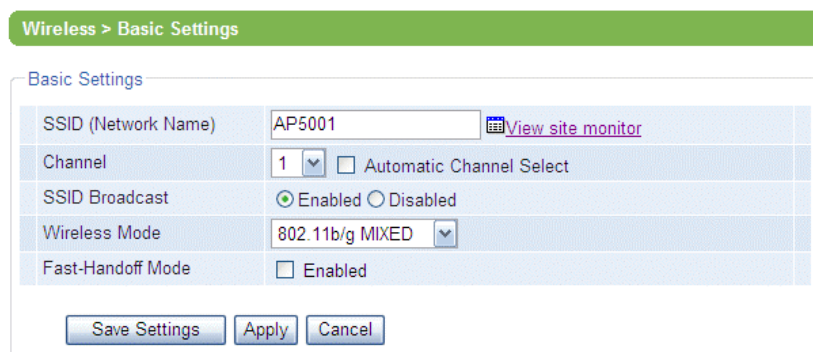 Wireless > Basic Settings
Basic Settings
SSID (Network Name) AP5001 View site monitor
Channel 1 Automatic Channel Select
SSID Broadcast Enabled Disabled
Wireless Mode 802.11b/g MIXED
Fast-Handoff Mode Enabled
Save Settings Apply Cancel